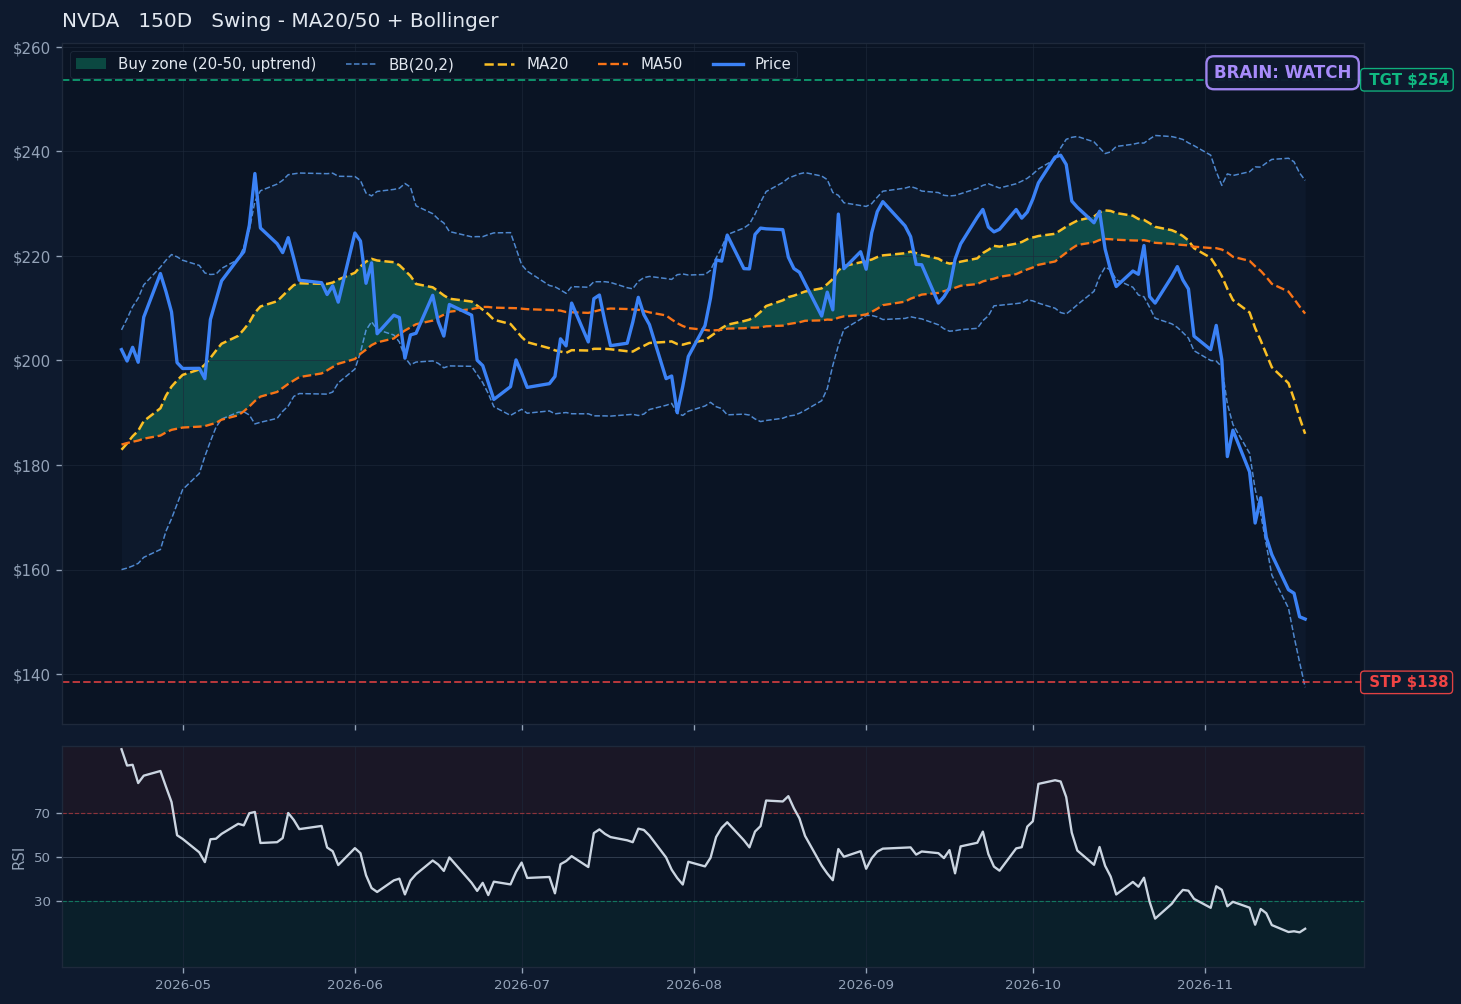 NVDA   150D   Swing - MA20/50 + Bollinger
Buy zone (20-50, uptrend)   BB(20,2)   MA20   MA50   Price
BRAIN: WATCH
TGT $254
$260
$240
$220
$200
$180
$160
$140
STP $138
RSI
70
50
30
2026-05   2026-06   2026-07   2026-08   2026-09   2026-10   2026-11